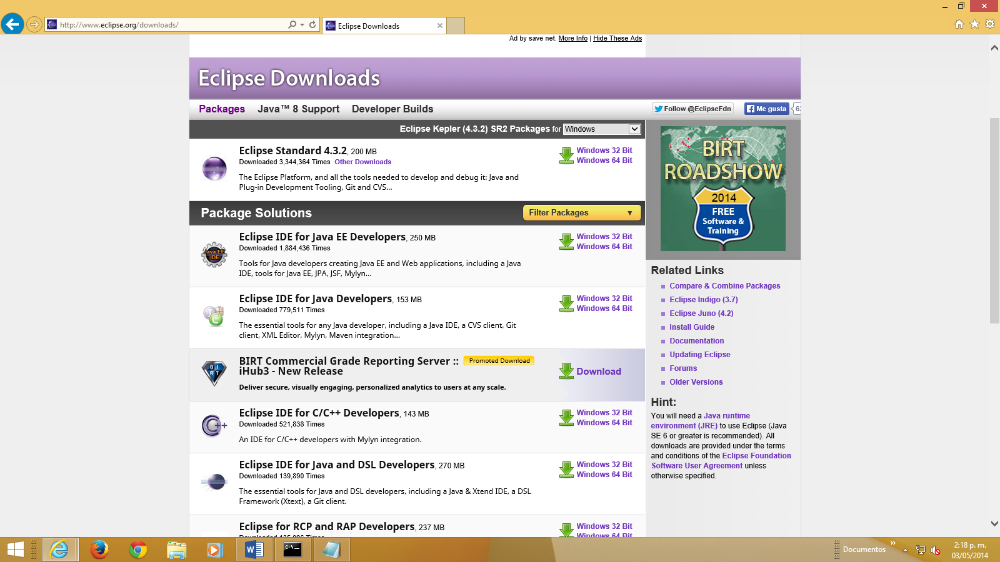 http://www.eclipse.org/downloads/
Eclipse Downloads
Ad by save net. More Info | Hide These Ads
Eclipse Downloads
Packages Java™ 8 Support Developer Builds
Follow @EclipseFdn
Me gusta
Eclipse Kepler (4.3.2) SR2 Packages for Windows
Eclipse Standard 4.3.2, 200 MB
Downloaded 3,344,364 Times Other Downloads
The Eclipse Platform, and all the tools needed to develop and debug it: Java and
Plug-in Development Tooling, Git and CVS...
Windows 32 Bit
Windows 64 Bit
Package Solutions
Filter Packages
Java EE
IDE
Eclipse IDE for Java EE Developers, 250 MB
Downloaded 1,884,436 Times
Tools for Java developers creating Java EE and Web applications, including a Java
IDE, tools for Java EE, JPA, JSF, Mylyn...
Windows 32 Bit
Windows 64 Bit
Eclipse IDE for Java Developers, 153 MB
Downloaded 779,511 Times
The essential tools for any Java developer, including a Java IDE, a CVS client, Git
client, XML Editor, Mylyn, Maven integration...
Windows 32 Bit
Windows 64 Bit
BIRT
BIRT Commercial Grade Reporting Server :: Promoted Download
iHub3 - New Release
Deliver secure, visually engaging, personalized analytics to users at any scale.
Download
C++
Eclipse IDE for C/C++ Developers, 143 MB
Downloaded 521,838 Times
An IDE for C/C++ developers with Mylyn integration.
Windows 32 Bit
Windows 64 Bit
Eclipse IDE for Java and DSL Developers, 270 MB
Downloaded 139,890 Times
The essential tools for Java and DSL developers, including a Java & Xtend IDE, a DSL
Framework (Xtext), a Git client.
Windows 32 Bit
Windows 64 Bit
Eclipse for RCP and RAP Developers, 237 MB
Windows 32 Bit
Windows 64 Bit
BIRT
ROADSHOW
2014
FREE
Software &
Training
Related Links
Compare & Combine Packages
Eclipse Indigo (3.7)
Eclipse Juno (4.2)
Install Guide
Documentation
Updating Eclipse
Forums
Older Versions
Hint:
You will need a Java runtime
environment (JRE) to use Eclipse (Java
SE 6 or greater is recommended). All
downloads are provided under the terms
and conditions of the Eclipse Foundation
Software User Agreement unless
otherwise specified.
Documentos
2:18 p. m.
03/05/2014